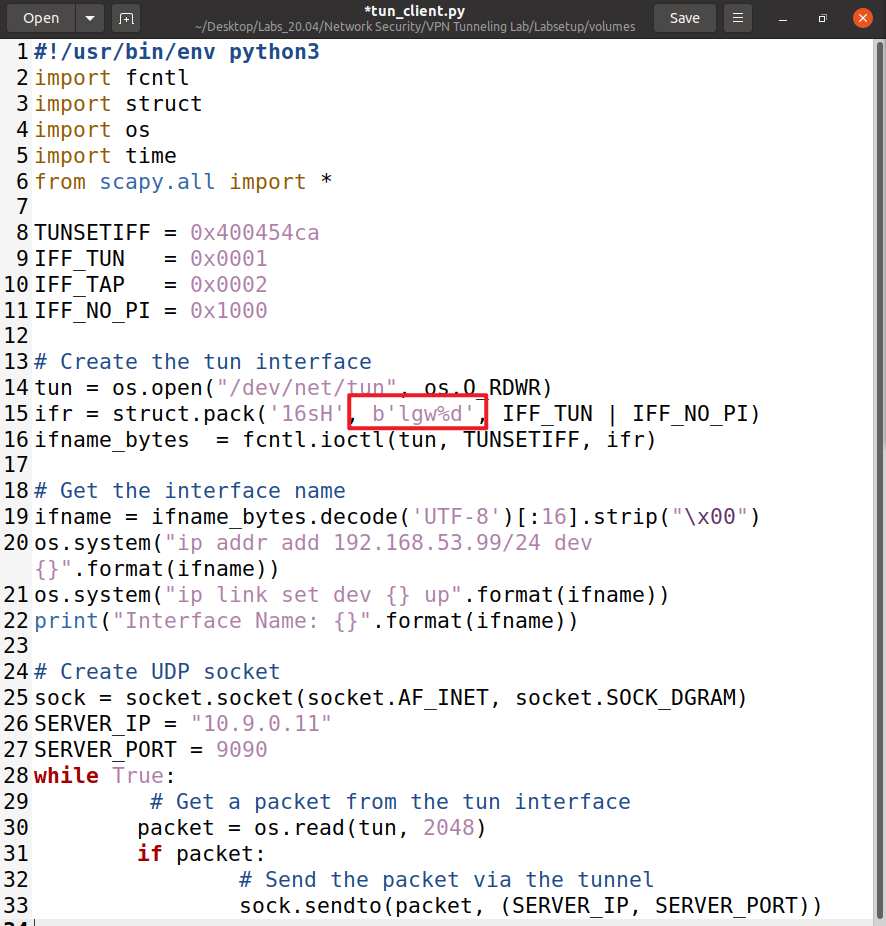 Open
*tun_client.py
~/Desktop/Labs_20.04/Network Security/VPN Tunneling Lab/Labsetup/volumes
Save
1 #!/usr/bin/env python3
2 import fcntl
3 import struct
4 import os
5 import time
6 from scapy.all import *
7
8 TUNSETIFF = 0x400454ca
9 IFF_TUN   = 0x0001
10 IFF_TAP   = 0x0002
11 IFF_NO_PI = 0x1000
12
13 # Create the tun interface
14 tun = os.open("/dev/net/tun", os.O_RDWR)
15 ifr = struct.pack('16sH', b'lgw%d', IFF_TUN | IFF_NO_PI)
16 ifname_bytes  = fcntl.ioctl(tun, TUNSETIFF, ifr)
17
18 # Get the interface name
19 ifname = ifname_bytes.decode('UTF-8')[:16].strip("\x00")
20 os.system("ip addr add 192.168.53.99/24 dev
{}".format(ifname))
21 os.system("ip link set dev {} up".format(ifname))
22 print("Interface Name: {}".format(ifname))
23
24 # Create UDP socket
25 sock = socket.socket(socket.AF_INET, socket.SOCK_DGRAM)
26 SERVER_IP = "10.9.0.11"
27 SERVER_PORT = 9090
28 while True:
29         # Get a packet from the tun interface
30        packet = os.read(tun, 2048)
31        if packet:
32                # Send the packet via the tunnel
33                sock.sendto(packet, (SERVER_IP, SERVER_PORT))
34